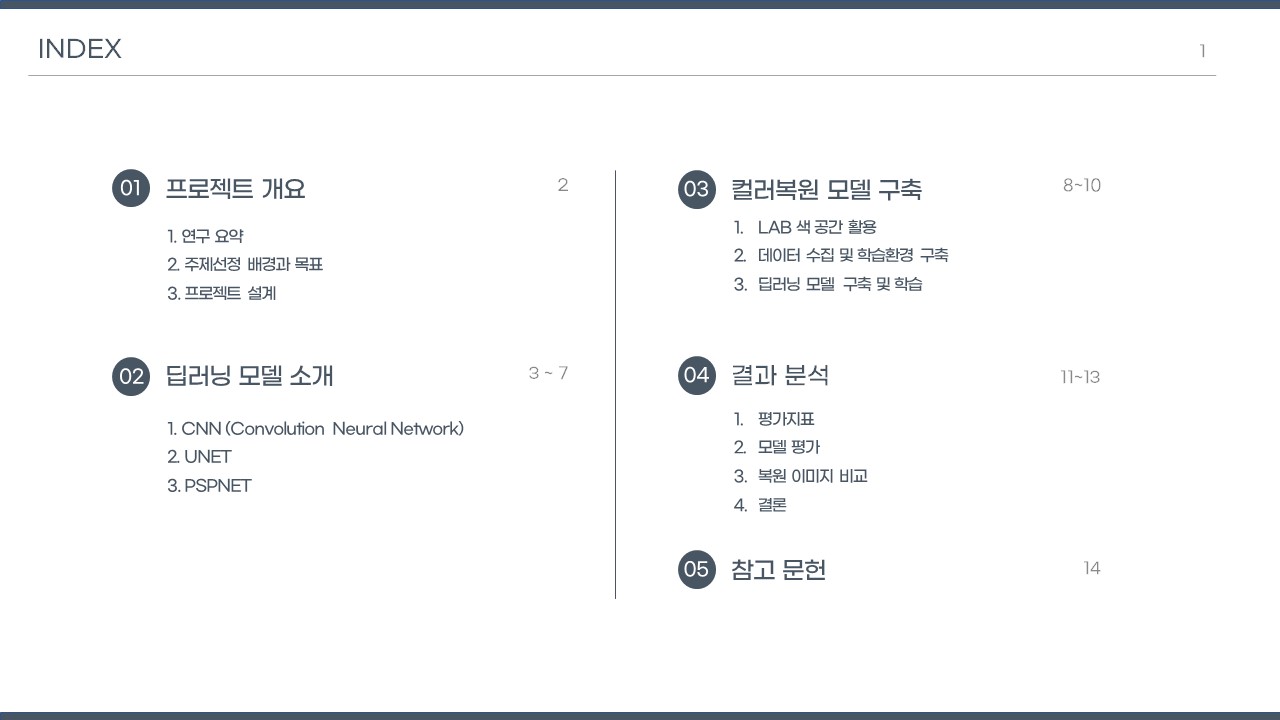 INDEX
1
01 프로젝트 개요 2
1. 연구 요약
2. 주제선정 배경과 목표
3. 프로젝트 설계
02 딥러닝 모델 소개 3 ~ 7
1. CNN (Convolution Neural Network)
2. UNET
3. PSPNET
03 컬러복원 모델 구축 8~10
1. LAB 색 공간 활용
2. 데이터 수집 및 학습환경 구축
3. 딥러닝 모델 구축 및 학습
04 결과 분석 11~13
1. 평가지표
2. 모델 평가
3. 복원 이미지 비교
4. 결론
05 참고 문헌 14